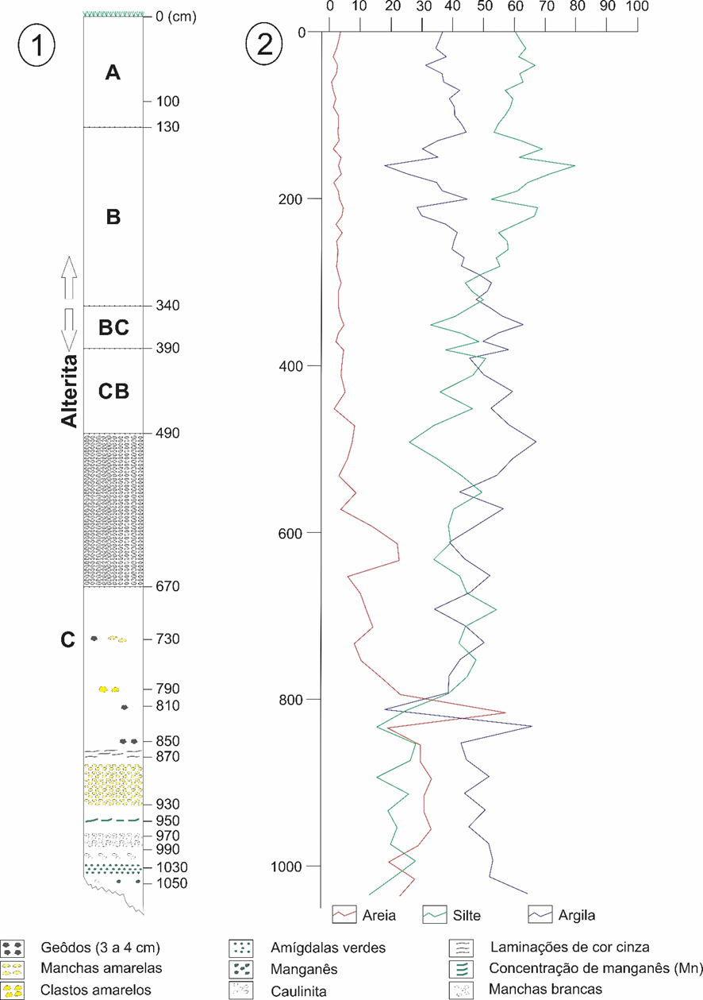 1
0 (cm)
A
100
130
B
340
BC
390
Alterita
CB
490
670
C
730
790
810
850
870
930
950
970
990
1030
1050
2
0 10 20 30 40 50 60 70 80 90 100
0
200
400
600
800
1000
Areia Silte Argila
Geôdos (3 a 4 cm) Amígdalas verdes Laminações de cor cinza
Manchas amarelas Manganês Concentração de manganês (Mn)
Clastos amarelos Caulinita Manchas brancas